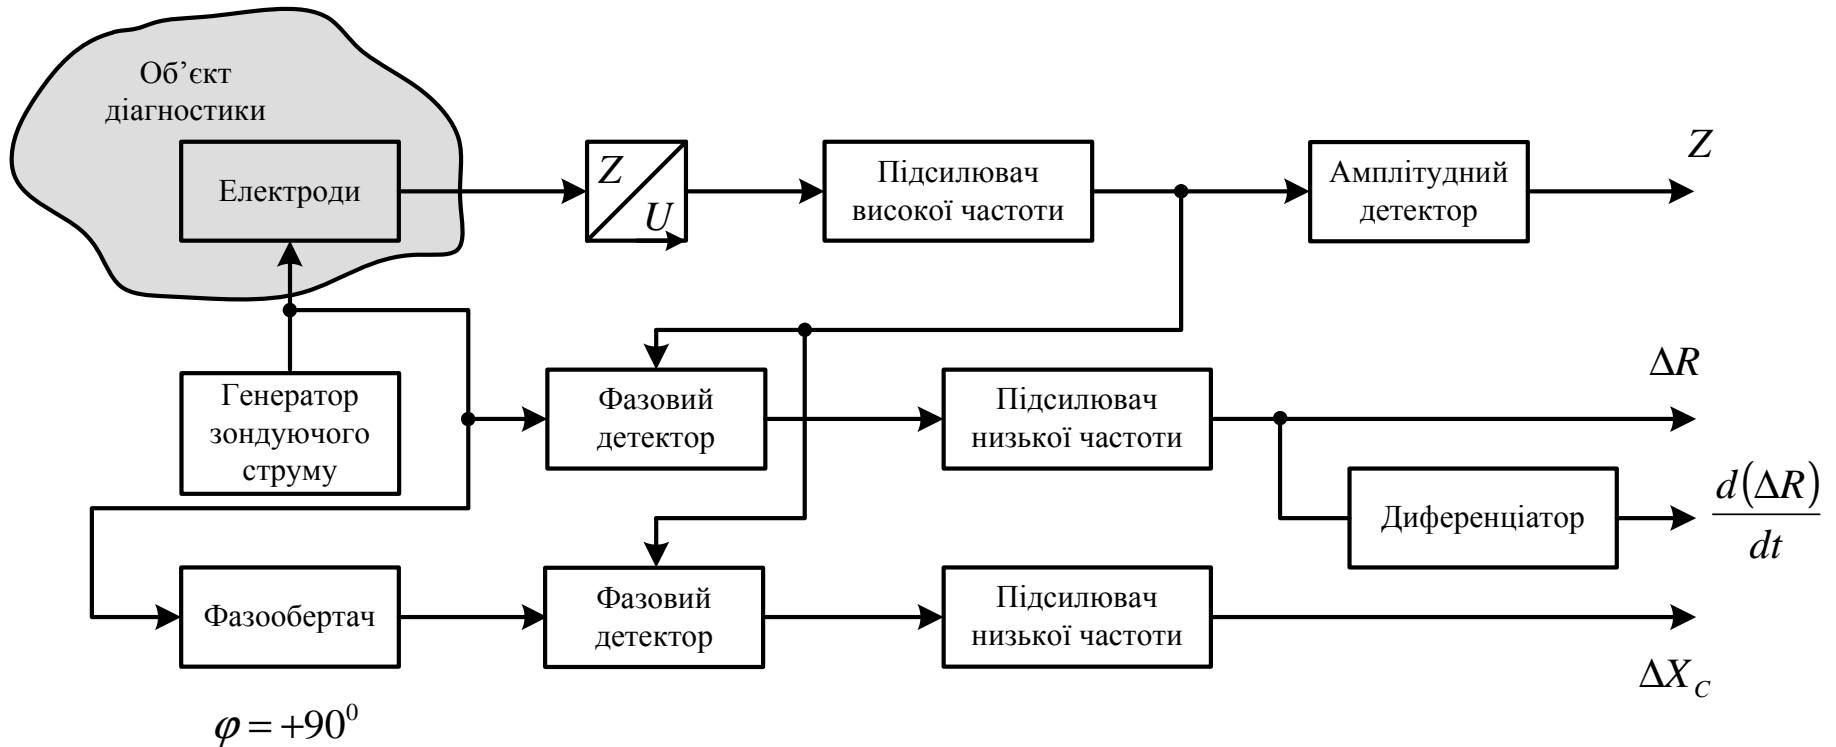 Об’єкт
діагностики
Електроди
Z
U
Підсилювач
високої частоти
Амплітудний
детектор
Z
Генератор
зондуючого
струму
Фазовий
детектор
Підсилювач
низької частоти
ΔR
Диференціатор
d(ΔR)
dt
Фазообертач
Фазовий
детектор
Підсилювач
низької частоти
ΔX_C
φ = +90⁰